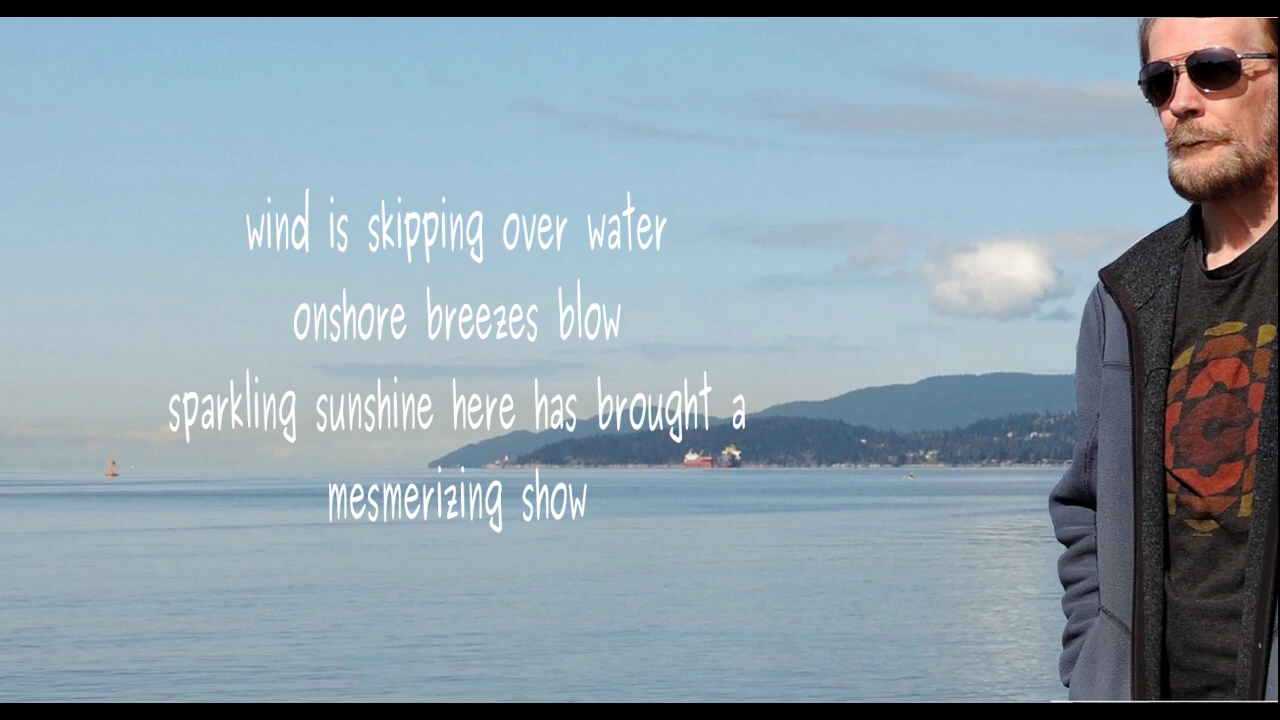 wind is skipping over water
onshore breezes blow
sparkling sunshine here has brought a
mesmerizing show